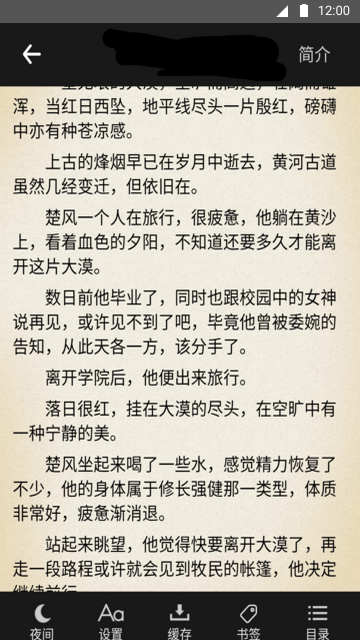 12:00
简介
浑，当红日西坠，地平线尽头一片殷红，磅礴
中亦有种苍凉感。
上古的烽烟早已在岁月中逝去，黄河古道
虽然几经变迁，但依旧在。
楚风一个人在旅行，很疲惫，他躺在黄沙
上，看着血色的夕阳，不知道还要多久才能离
开这片大漠。
数日前他毕业了，同时也跟校园中的女神
说再见，或许见不到了吧，毕竟他曾被委婉的
告知，从此天各一方，该分手了。
离开学院后，他便出来旅行。
落日很红，挂在大漠的尽头，在空旷中有
一种宁静的美。
楚风坐起来喝了一些水，感觉精力恢复了
不少，他的身体属于修长强健那一类型，体质
非常好，疲惫渐消退。
站起来眺望，他觉得快要离开大漠了，再
走一段路程或许就会见到牧民的帐篷，他决定
继续前行
夜间 Aa 设置 缓存 书签 目录